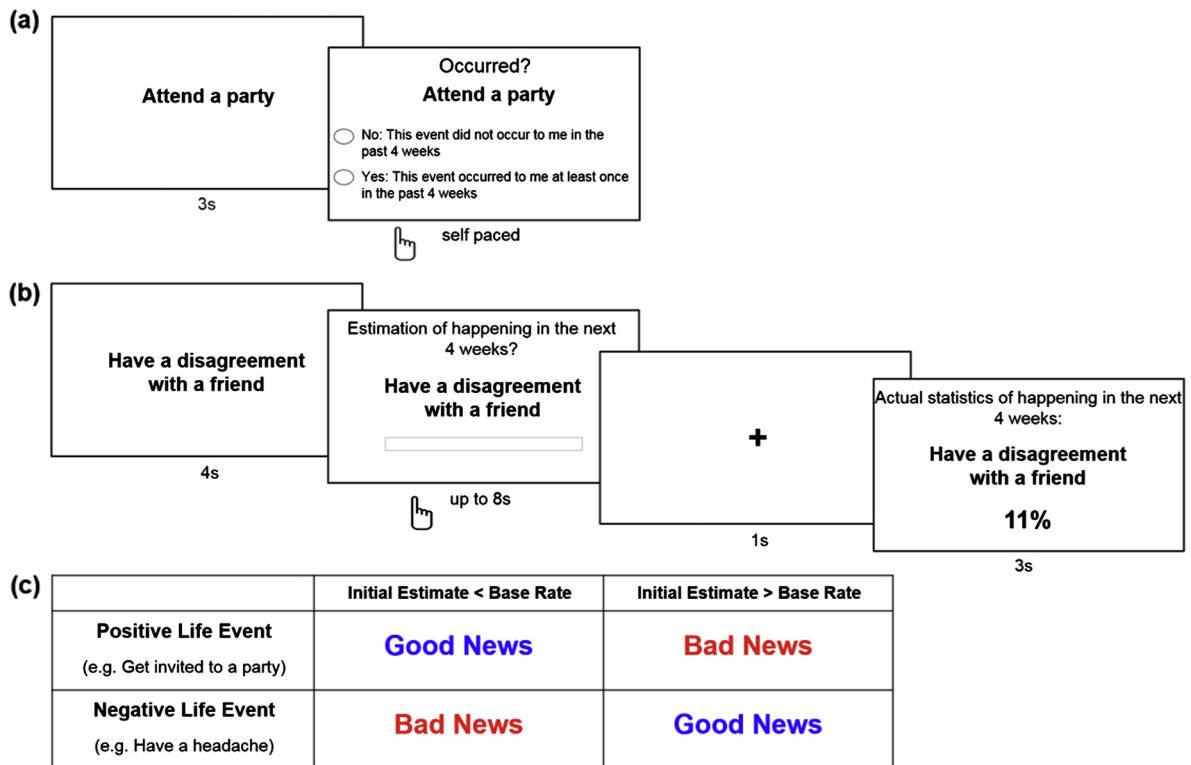 (a)
Attend a party
3s
Occurred?
Attend a party
No: This event did not occur to me in the
past 4 weeks
Yes: This event occurred to me at least once
in the past 4 weeks
self paced
(b)
Have a disagreement
with a friend
4s
Estimation of happening in the next
4 weeks?
Have a disagreement
with a friend
up to 8s
+
1s
Actual statistics of happening in the next
4 weeks:
Have a disagreement
with a friend
11%
3s
(c)
Initial Estimate < Base Rate
Initial Estimate > Base Rate
Positive Life Event
(e.g. Get invited to a party)
Good News
Bad News
Negative Life Event
(e.g. Have a headache)
Bad News
Good News